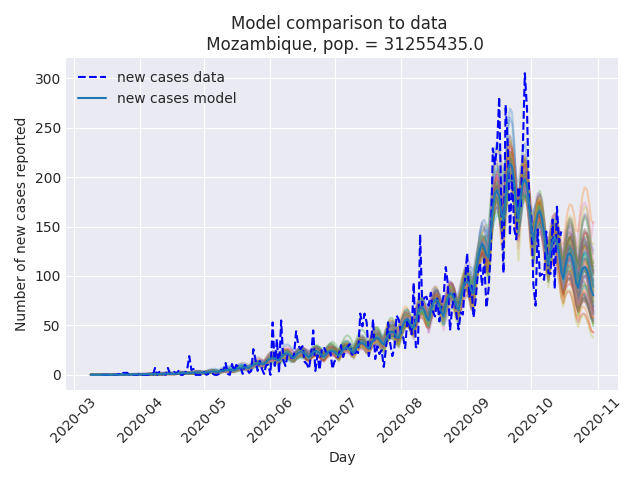 Model comparison to data
Mozambique, pop. = 31255435.0
new cases data
new cases model
Number of new cases reported
300
250
200
150
100
50
0
2020-03
2020-04
2020-05
2020-06
2020-07
2020-08
2020-09
2020-10
2020-11
Day